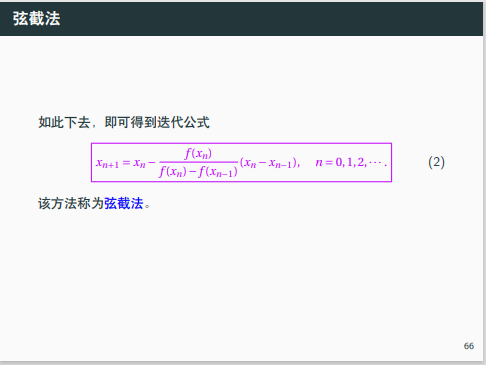 弦截法
如此下去，即可得到迭代公式
x_{n+1} = x_n − \frac{f(x_n)}{f(x_n) − f(x_{n−1})}(x_n − x_{n−1}), n = 0,1,2,⋯. (2)
该方法称为弦截法。
66